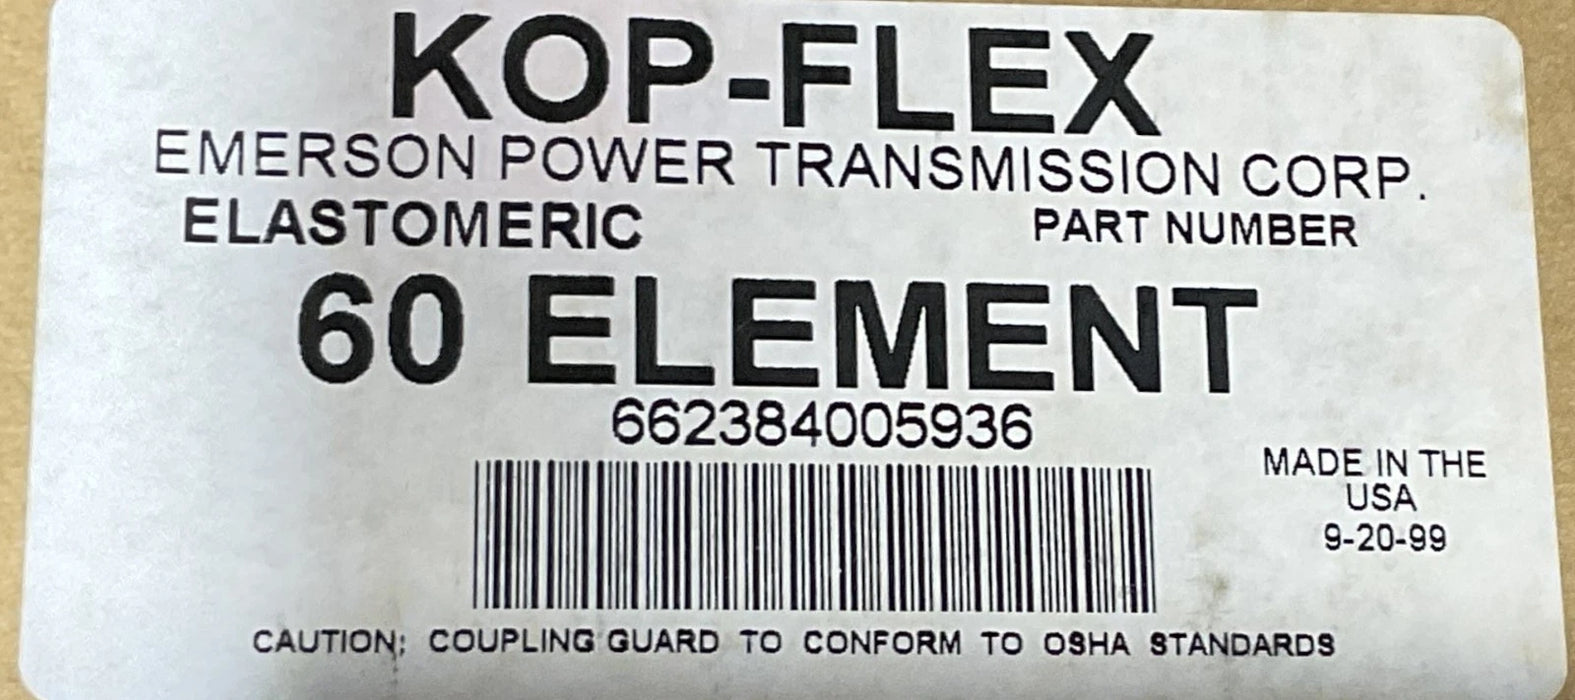 KOP-FLEX
EMERSON POWER TRANSMISSION CORP.
ELASTOMERIC PART NUMBER
60 ELEMENT
662384005936
MADE IN THE
USA
9-20-99
CAUTION: COUPLING GUARD TO CONFORM TO OSHA STANDARDS